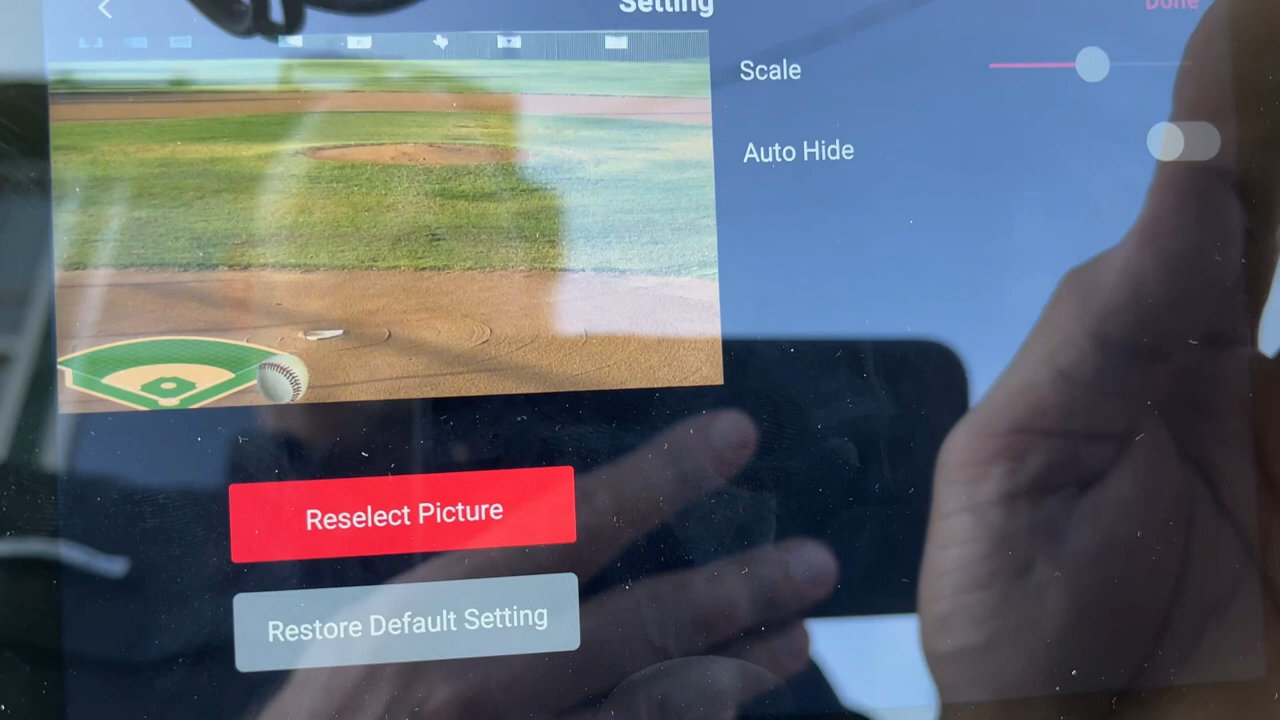 Setting
Done
Scale
Auto Hide
Reselect Picture
Restore Default Setting